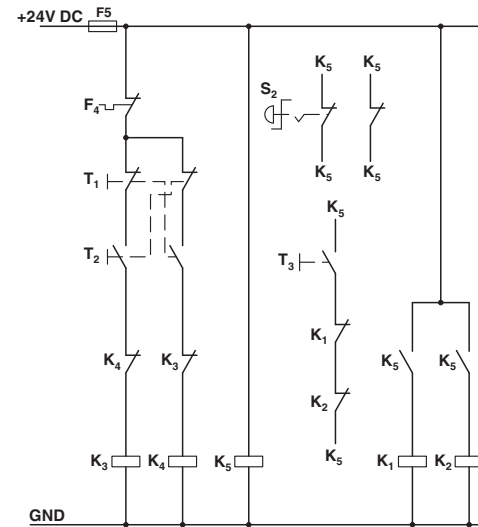 +24V DC F5
K5 K5
S2
F4
K5 K5
T1
K5
T2 T3
K1
K4 K3 K5 K5
K2
K5
K3 K4 K5 K1 K2
GND